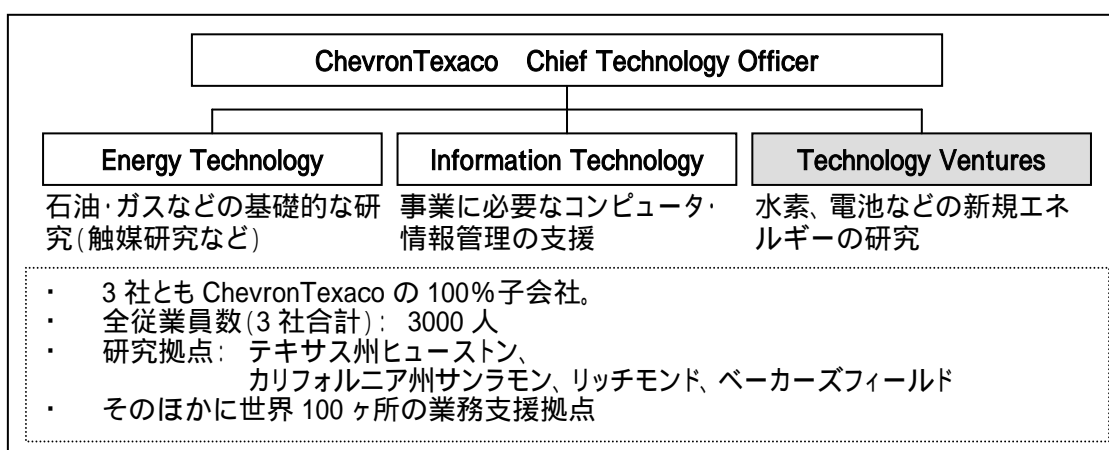 ChevronTexaco　Chief Technology Officer
Energy Technology
Information Technology
Technology Ventures
石油・ガスなどの基礎的な研
究(触媒研究など)
事業に必要なコンピュータ・
情報管理の支援
水素、電池などの新規エネ
ルギーの研究
・ 3 社とも ChevronTexaco の 100%子会社。
・ 全従業員数(3 社合計): 3000 人
・ 研究拠点: テキサス州ヒューストン、
カリフォルニア州サンラモン、リッチモンド、ベーカーズフィールド
・ そのほかに世界 100 ヶ所の業務支援拠点